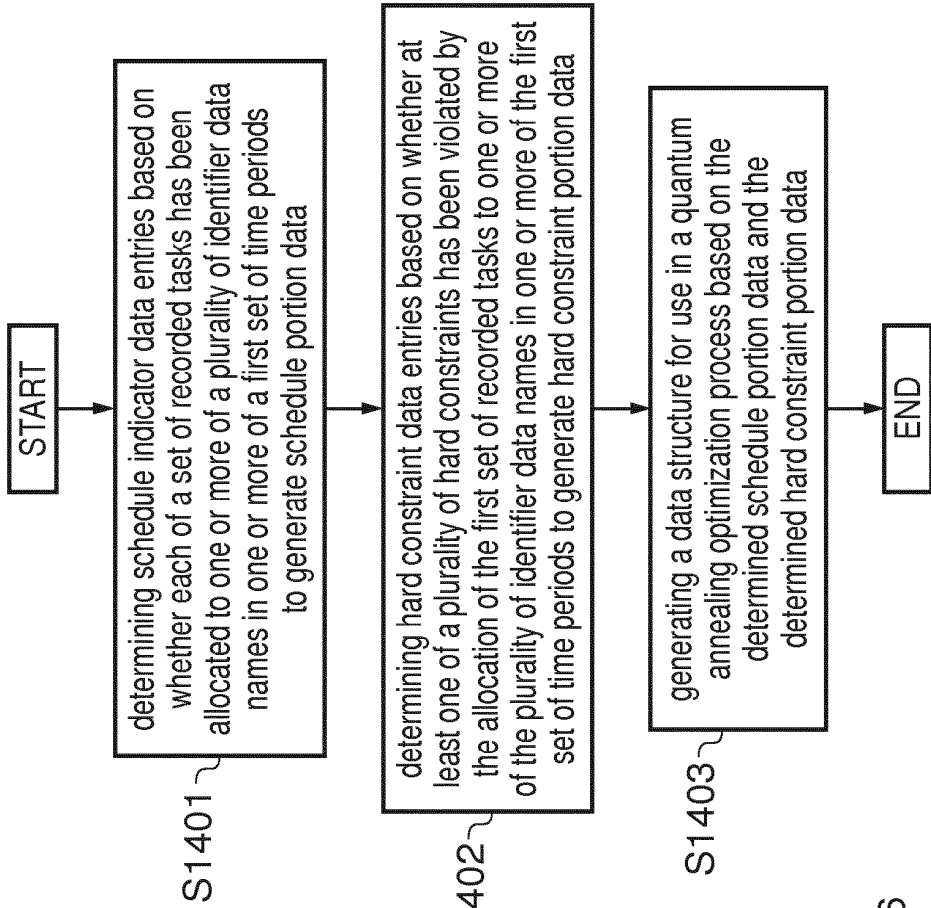 START
S1401
determining schedule indicator data entries based on
whether each of a set of recorded tasks has been
allocated to one or more of a plurality of identifier data
names in one or more of a first set of time periods
to generate schedule portion data
402
determining hard constraint data entries based on whether at
least one of a plurality of hard constraints has been violated by
the allocation of the first set of recorded tasks to one or more
of the plurality of identifier data names in one or more of the first
set of time periods to generate hard constraint portion data
S1403
generating a data structure for use in a quantum
annealing optimization process based on the
determined schedule portion data and the
determined hard constraint portion data
END